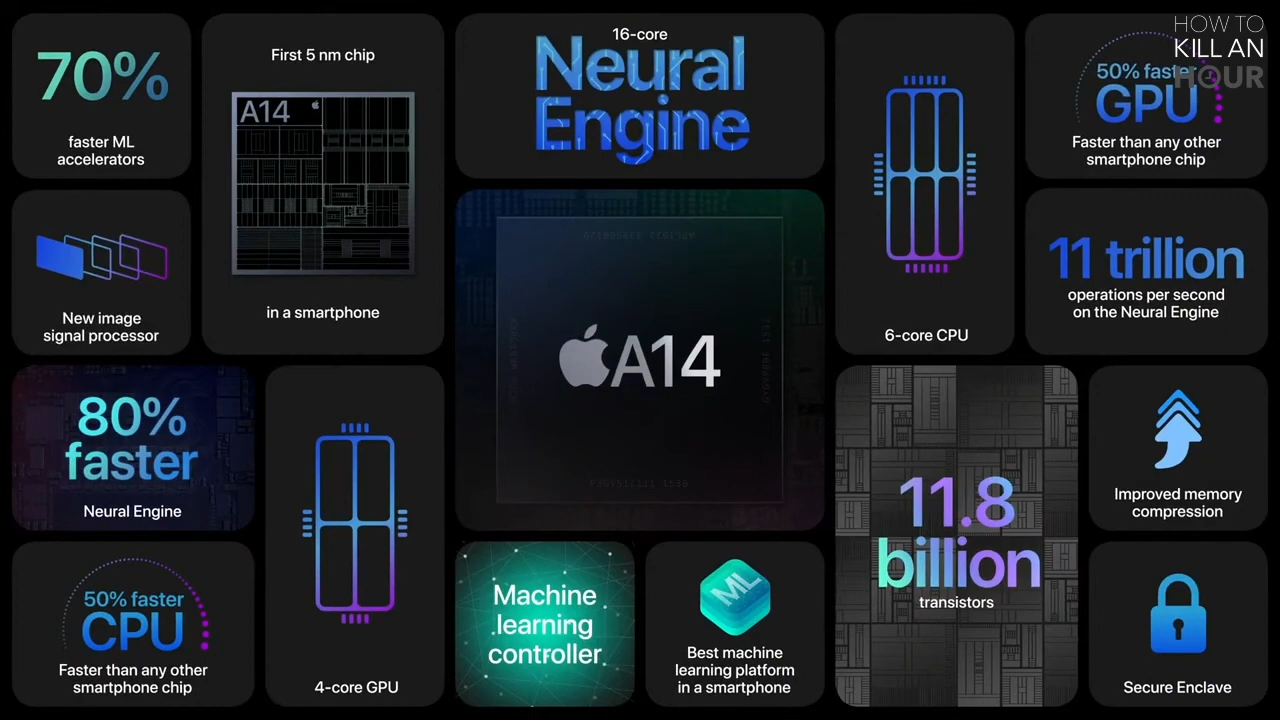 70%
faster ML
accelerators
First 5 nm chip
A14
in a smartphone
16-core
Neural
Engine
6-core CPU
HOW TO
KILL AN
HOUR
50% faster
GPU
Faster than any other
smartphone chip
New image
signal processor
A14
11 trillion
operations per second
on the Neural Engine
80%
faster
Neural Engine
4-core GPU
11.8
billion
transistors
Improved memory
compression
50% faster
CPU
Faster than any other
smartphone chip
Machine
learning
controller
ML
Best machine
learning platform
in a smartphone
Secure Enclave